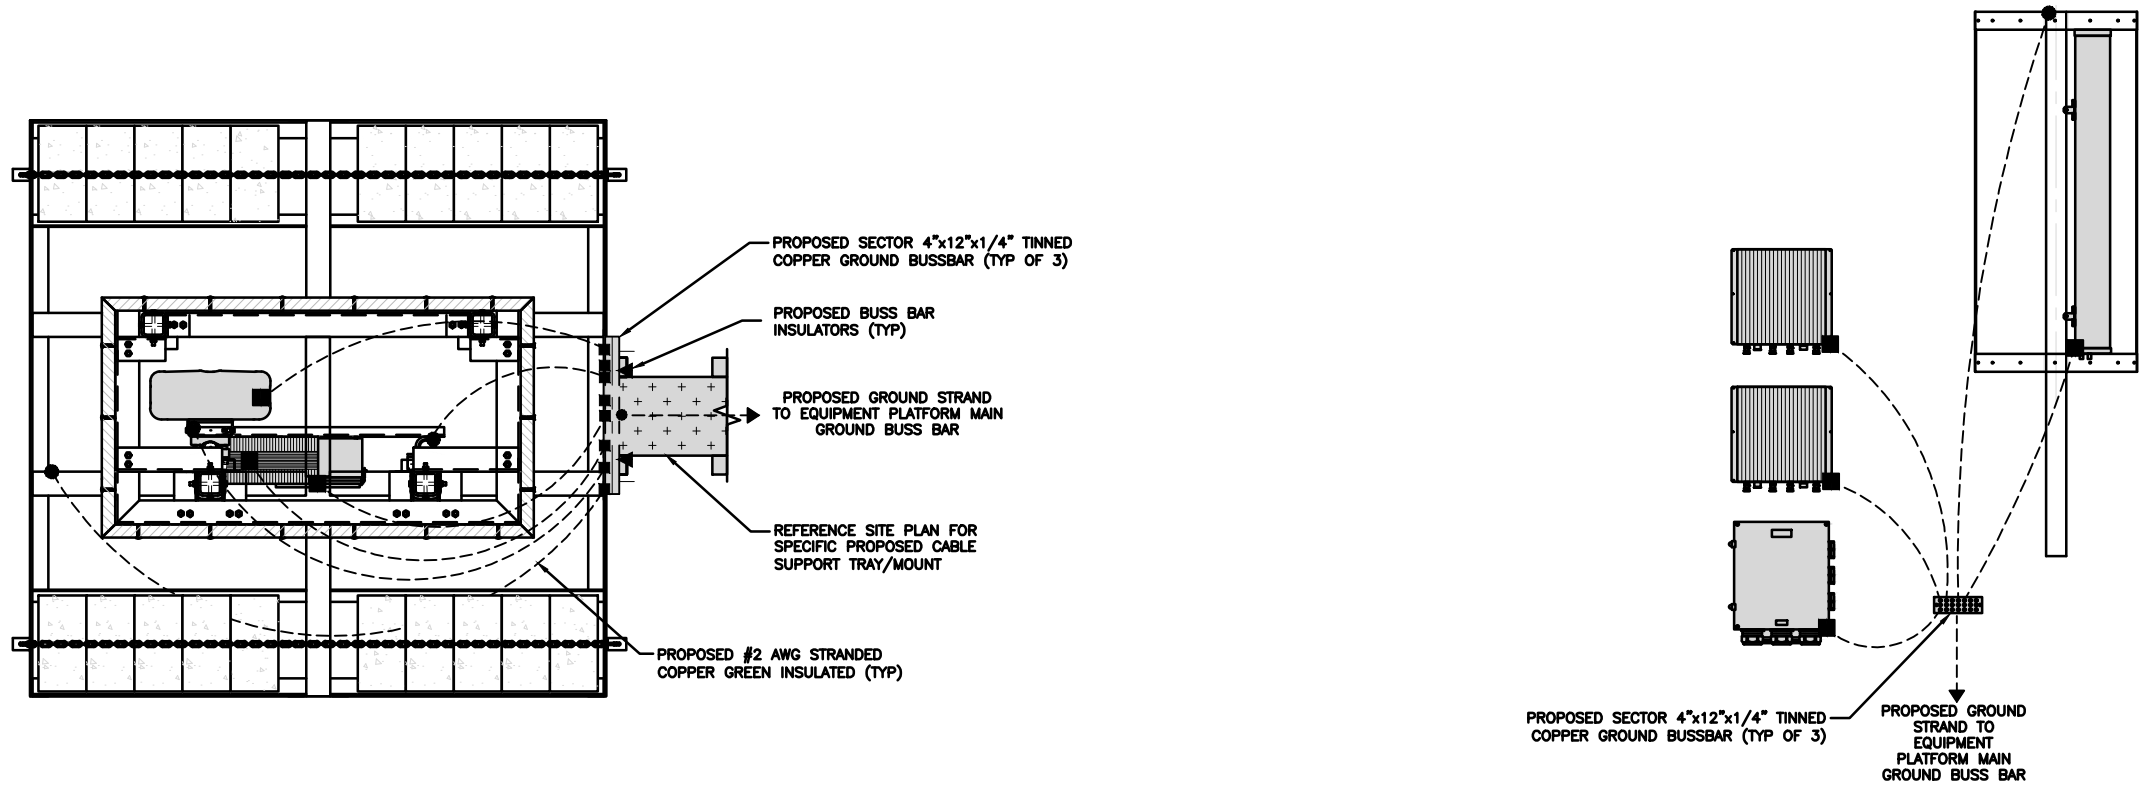 PROPOSED SECTOR 4"x12"x1/4" TINNED
COPPER GROUND BUSSBAR (TYP OF 3)
PROPOSED BUSS BAR
INSULATORS (TYP)
PROPOSED GROUND STRAND
TO EQUIPMENT PLATFORM MAIN
GROUND BUSS BAR
REFERENCE SITE PLAN FOR
SPECIFIC PROPOSED CABLE
SUPPORT TRAY/MOUNT
PROPOSED #2 AWG STRANDED
COPPER GREEN INSULATED (TYP)
PROPOSED SECTOR 4"x12"x1/4" TINNED
COPPER GROUND BUSSBAR (TYP OF 3)
PROPOSED GROUND
STRAND TO
EQUIPMENT
PLATFORM MAIN
GROUND BUSS BAR